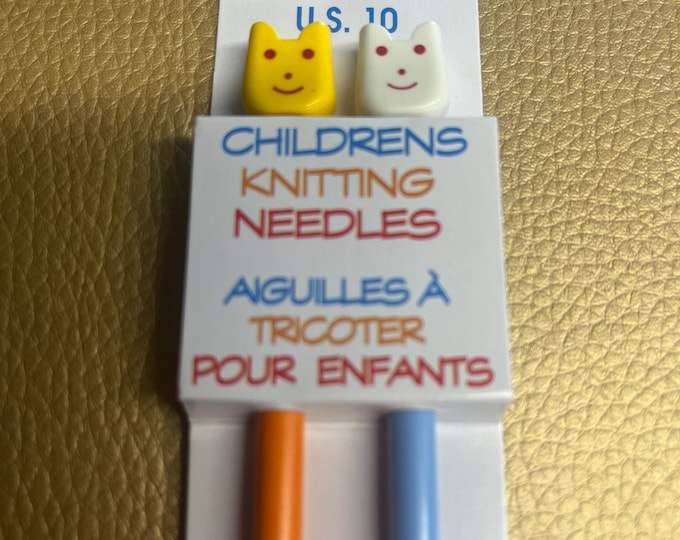 U.S. 10
CHILDRENS
KNITTING
NEEDLES
AIGUILLES À
TRICOTER
POUR ENFANTS